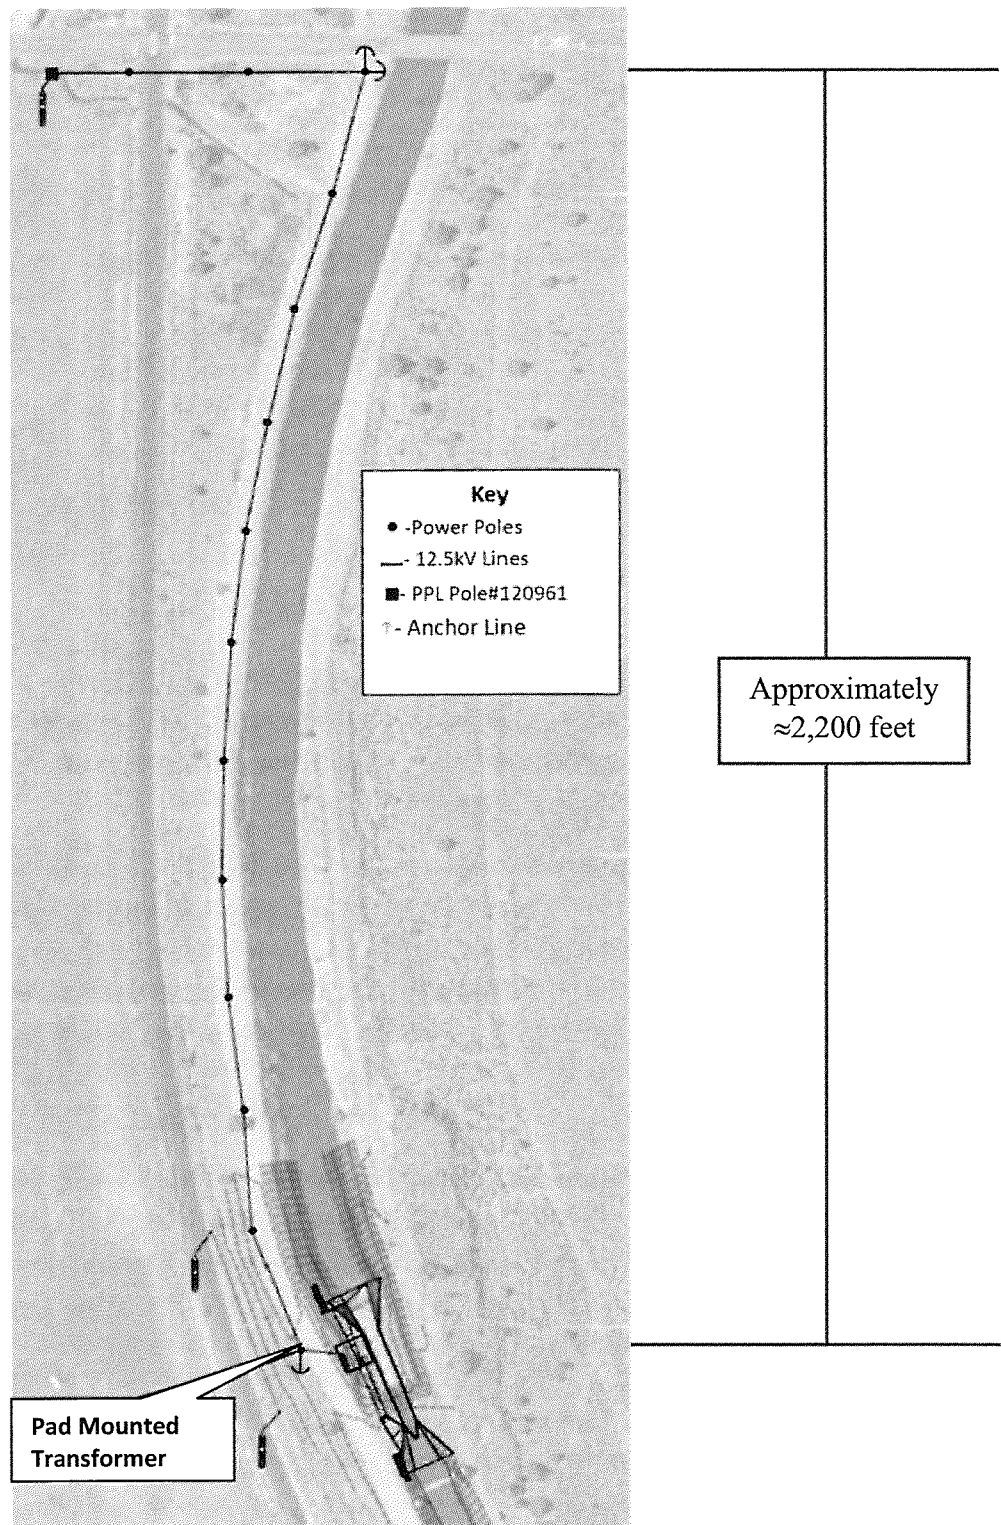 Key
-Power Poles
- 12.5kV Lines
- PPL Pole#120961
- Anchor Line
Approximately
≈2,200 feet
Pad Mounted
Transformer